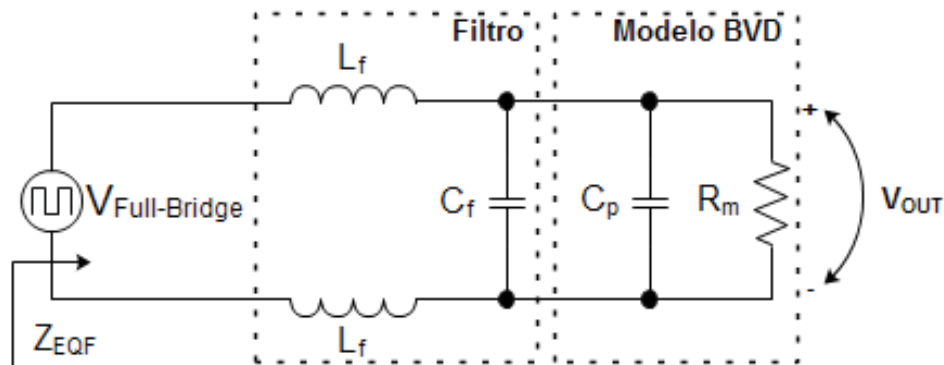 Filtro
Modelo BVD
Lf
+
VFull-Bridge
Cf
Cp
Rm
VOUT
-
ZEQF
Lf